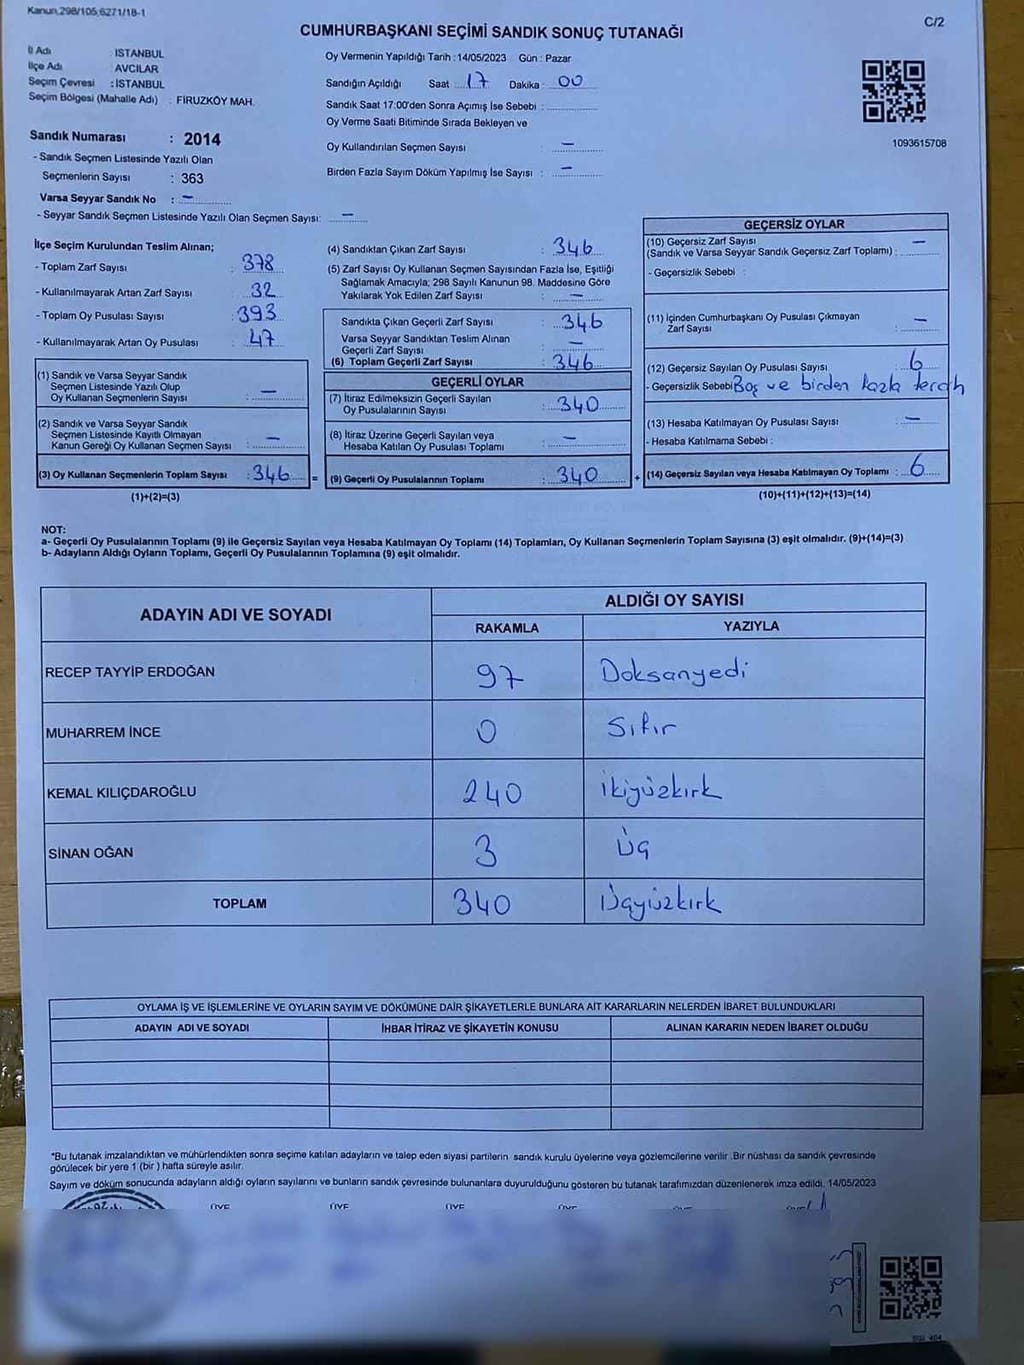 Kanun,298/105,6271/18-1
C/2
CUMHURBAŞKANI SEÇİMİ SANDIK SONUÇ TUTANAĞI
İl Adı : İSTANBUL
İlçe Adı : AVCILAR
Seçim Çevresi : İSTANBUL
Seçim Bölgesi (Mahalle Adı) : FİRUZKÖY MAH.
Oy Vermenin Yapıldığı Tarih : 14/05/2023 Gün : Pazar
Sandığın Açıldığı Saat : 17 Dakika : 00
Sandık Saat 17:00'den Sonra Açımış İse Sebebi :
Oy Verme Saati Bitiminde Sırada Bekleyen ve
Oy Kullandırılan Seçmen Sayısı : —
Birden Fazla Sayım Döküm Yapılmış İse Sayısı : —
1093615708
Sandık Numarası : 2014
- Sandık Seçmen Listesinde Yazılı Olan
Seçmenlerin Sayısı : 363
Varsa Seyyar Sandık No : —
- Seyyar Sandık Seçmen Listesinde Yazılı Olan Seçmen Sayısı: —
İlçe Seçim Kurulundan Teslim Alınan;
- Toplam Zarf Sayısı : 378
- Kullanılmayarak Artan Zarf Sayısı : 32
- Toplam Oy Pusulası Sayısı : 393
- Kullanılmayarak Artan Oy Pusulası : 47
(1) Sandık ve Varsa Seyyar Sandık
Seçmen Listesinde Yazılı Olup
Oy Kullanan Seçmenlerin Sayısı : —
(2) Sandık ve Varsa Seyyar Sandık
Seçmen Listesinde Kayıtlı Olmayan
Kanun Gereği Oy Kullanan Seçmen Sayısı : —
(3) Oy Kullanan Seçmenlerin Toplam Sayısı : 346 =
(1)+(2)=(3)
(4) Sandıktan Çıkan Zarf Sayısı : 346
(5) Zarf Sayısı Oy Kullanan Seçmen Sayısından Fazla İse, Eşitliği
Sağlamak Amacıyla; 298 Sayılı Kanunun 98. Maddesine Göre
Yakılarak Yok Edilen Zarf Sayısı : —
Sandıkta Çıkan Geçerli Zarf Sayısı : 346
Varsa Seyyar Sandıktan Teslim Alınan
Geçerli Zarf Sayısı : —
(6) Toplam Geçerli Zarf Sayısı : 346
GEÇERLİ OYLAR
(7) İtiraz Edilmeksizin Geçerli Sayılan
Oy Pusulalarının Sayısı : 340
(8) İtiraz Üzerine Geçerli Sayılan veya
Hesaba Katılan Oy Pusulası Toplamı : —
(9) Geçerli Oy Pusulalarının Toplamı : 340 +
GEÇERSİZ OYLAR
(10) Geçersiz Zarf Sayısı
(Sandık ve Varsa Seyyar Sandık Geçersiz Zarf Toplamı) : —
- Geçersizlik Sebebi :
(11) İçinden Cumhurbaşkanı Oy Pusulası Çıkmayan
Zarf Sayısı : —
(12) Geçersiz Sayılan Oy Pusulası Sayısı : 6
- Geçersizlik Sebebi Boş ve birden fazla tercih
(13) Hesaba Katılmayan Oy Pusulası Sayısı : —
- Hesaba Katılmama Sebebi :
(14) Geçersiz Sayılan veya Hesaba Katılmayan Oy Toplamı : 6
(10)+(11)+(12)+(13)=(14)
NOT:
a- Geçerli Oy Pusulalarının Toplamı (9) ile Geçersiz Sayılan veya Hesaba Katılmayan Oy Toplamı (14) Toplamları, Oy Kullanan Seçmenlerin Toplam Sayısına (3) eşit olmalıdır. (9)+(14)=(3)
b- Adayların Aldığı Oyların Toplamı, Geçerli Oy Pusulalarının Toplamına (9) eşit olmalıdır.
ADAYIN ADI VE SOYADI
ALDIĞI OY SAYISI
RAKAMLA YAZIYLA
RECEP TAYYİP ERDOĞAN 97 Doksanyedi
MUHARREM İNCE 0 Sıfır
KEMAL KILIÇDAROĞLU 240 İkiyüzkırk
SİNAN OĞAN 3 Üç
TOPLAM 340 Üçyüzkırk
OYLAMA İŞ VE İŞLEMLERİNE VE OYLARIN SAYIM VE DÖKÜMÜNE DAİR ŞİKAYETLERLE BUNLARA AİT KARARLARIN NELERDEN İBARET BULUNDUKLARI
ADAYIN ADI VE SOYADI İHBAR İTİRAZ VE ŞİKAYETİN KONUSU ALINAN KARARIN NEDEN İBARET OLDUĞU
*Bu tutanak imzalandıktan ve mühürlendikten sonra seçime katılan adayların ve talep eden siyasi partilerin sandık kurulu üyelerine veya gözlemcilerine verilir .Bir nüshası da sandık çevresinde
görülecek bir yere 1 (bir ) hafta süreyle asılır.
Sayım ve döküm sonucunda adayların aldığı oyların sayılarını ve bunların sandık çevresinde bulunanlara duyurulduğunu gösteren bu tutanak tarafımızdan düzenlenerek imza edildi. 14/05/2023
ÜYE ÜYE ÜYE